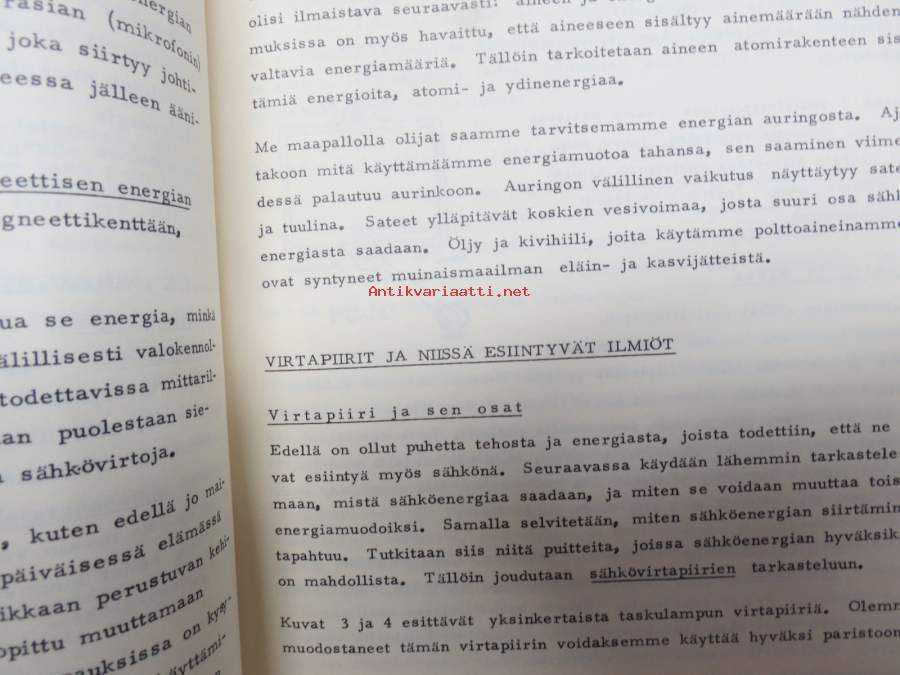 energian
rasian (mikrofonin)
joka siirtyy johti-
eessa jälleen ääni-
eettisen energian
gneettikenttään,
ua se energia, minkä
älillisesti valokennol-
todettavissa mittaril-
an puolestaan sie-
sähkövirtoja.
, kuten edellä jo mai-
päiväisessä elämässä
ikkaan perustuvan kehi-
opittu muuttamaan
auksissa on kysy-
äyttämi-
olisi ilmaistava seuraavasti:
muksissa on myös havaittu, että aineeseen sisältyy ainemäärään nähden
valtavia energiamääriä. Tällöin tarkoitetaan aineen atomirakenteen sis
tämiä energioita, atomi- ja ydinenergiaa.
Me maapallolla olijat saamme tarvitsemamme energian auringosta. Aj
takoon mitä käyttämäämme energiamuotoa tahansa, sen saaminen viime
dessä palautuu aurinkoon. Auringon välillinen vaikutus näyttäytyy sate
ja tuulina. Sateet ylläpitävät koskien vesivoimaa, josta suuri osa sähk
energiasta saadaan. Öljy ja kivihiili, joita käytämme polttoaineinamme
ovat syntyneet muinaismaailman eläin- ja kasvijätteistä.
Antikvariaatti.net
VIRTAPIIRIT JA NIISSÄ ESIINTYVÄT ILMIÖT
Virtapiiri ja sen osat
Edellä on ollut puhetta tehosta ja energiasta, joista todettiin, että ne
vat esiintyä myös sähkönä. Seuraavassa käydään lähemmin tarkastele
maan, mistä sähköenergiaa saadaan, ja miten se voidaan muuttaa tois
energiamuodoiksi. Samalla selvitetään, miten sähköenergian siirtämin
tapahtuu. Tutkitaan siis niitä puitteita, joissa sähköenergian hyväksik
on mahdollista. Tällöin joudutaan sähkövirtapiirien tarkasteluun.
Kuvat 3 ja 4 esittävät yksinkertaista taskulampun virtapiiriä. Olemm
muodostaneet tämän virtapiirin voidaksemme käyttää hyväksi paristoon